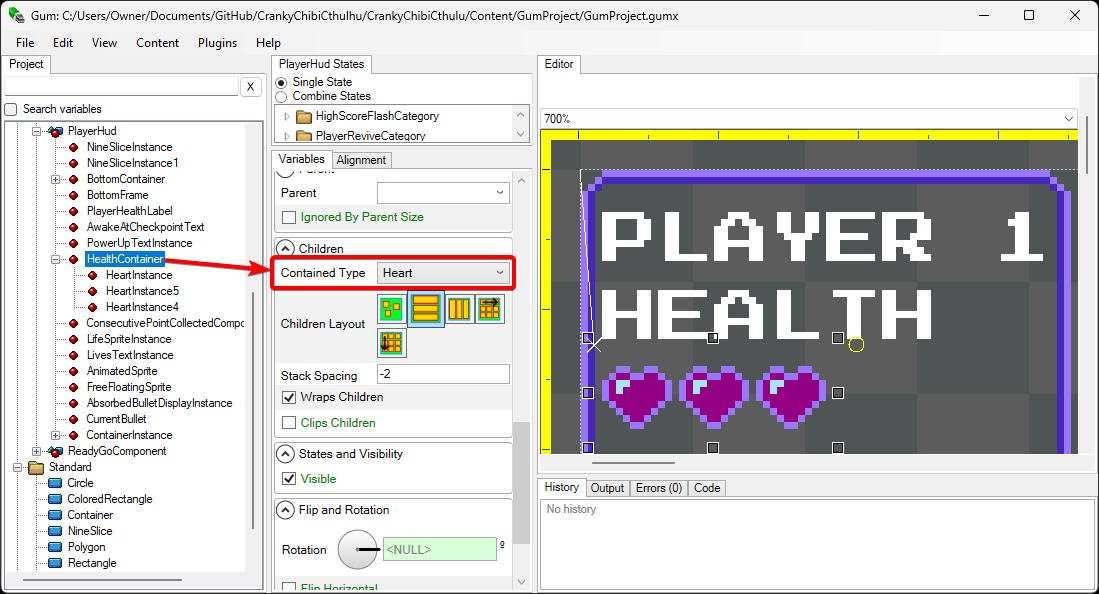 Gum: C:/Users/Owner/Documents/GitHub/CrankyChibiCthulhu/CrankyChibiCthulu/Content/GumProject/GumProject.gumx
File Edit View Content Plugins Help
Project
X
Search variables
PlayerHud
NineSliceInstance
NineSliceInstance1
BottomContainer
BottomFrame
PlayerHealthLabel
AwakeAtCheckpointText
PowerUpTextInstance
HealthContainer
HeartInstance
HeartInstance5
HeartInstance4
ConsecutivePointCollectedCompo
LifeSpriteInstance
LivesTextInstance
AnimatedSprite
FreeFloatingSprite
AbsorbedBulletDisplayInstance
CurrentBullet
ContainerInstance
ReadyGoComponent
Standard
Circle
ColoredRectangle
Container
NineSlice
Polygon
Rectangle
PlayerHud States
Single State
Combine States
HighScoreFlashCategory
PlayerReviveCategory
Variables Alignment
Parent
Parent
Ignored By Parent Size
Children
Contained Type Heart
Children Layout
Stack Spacing -2
Wraps Children
Clips Children
States and Visibility
Visible
Flip and Rotation
Rotation <NULL> º
Flip Horizontal
Editor
700%
PLAYER 1
HEALTH
History Output Errors (0) Code
No history